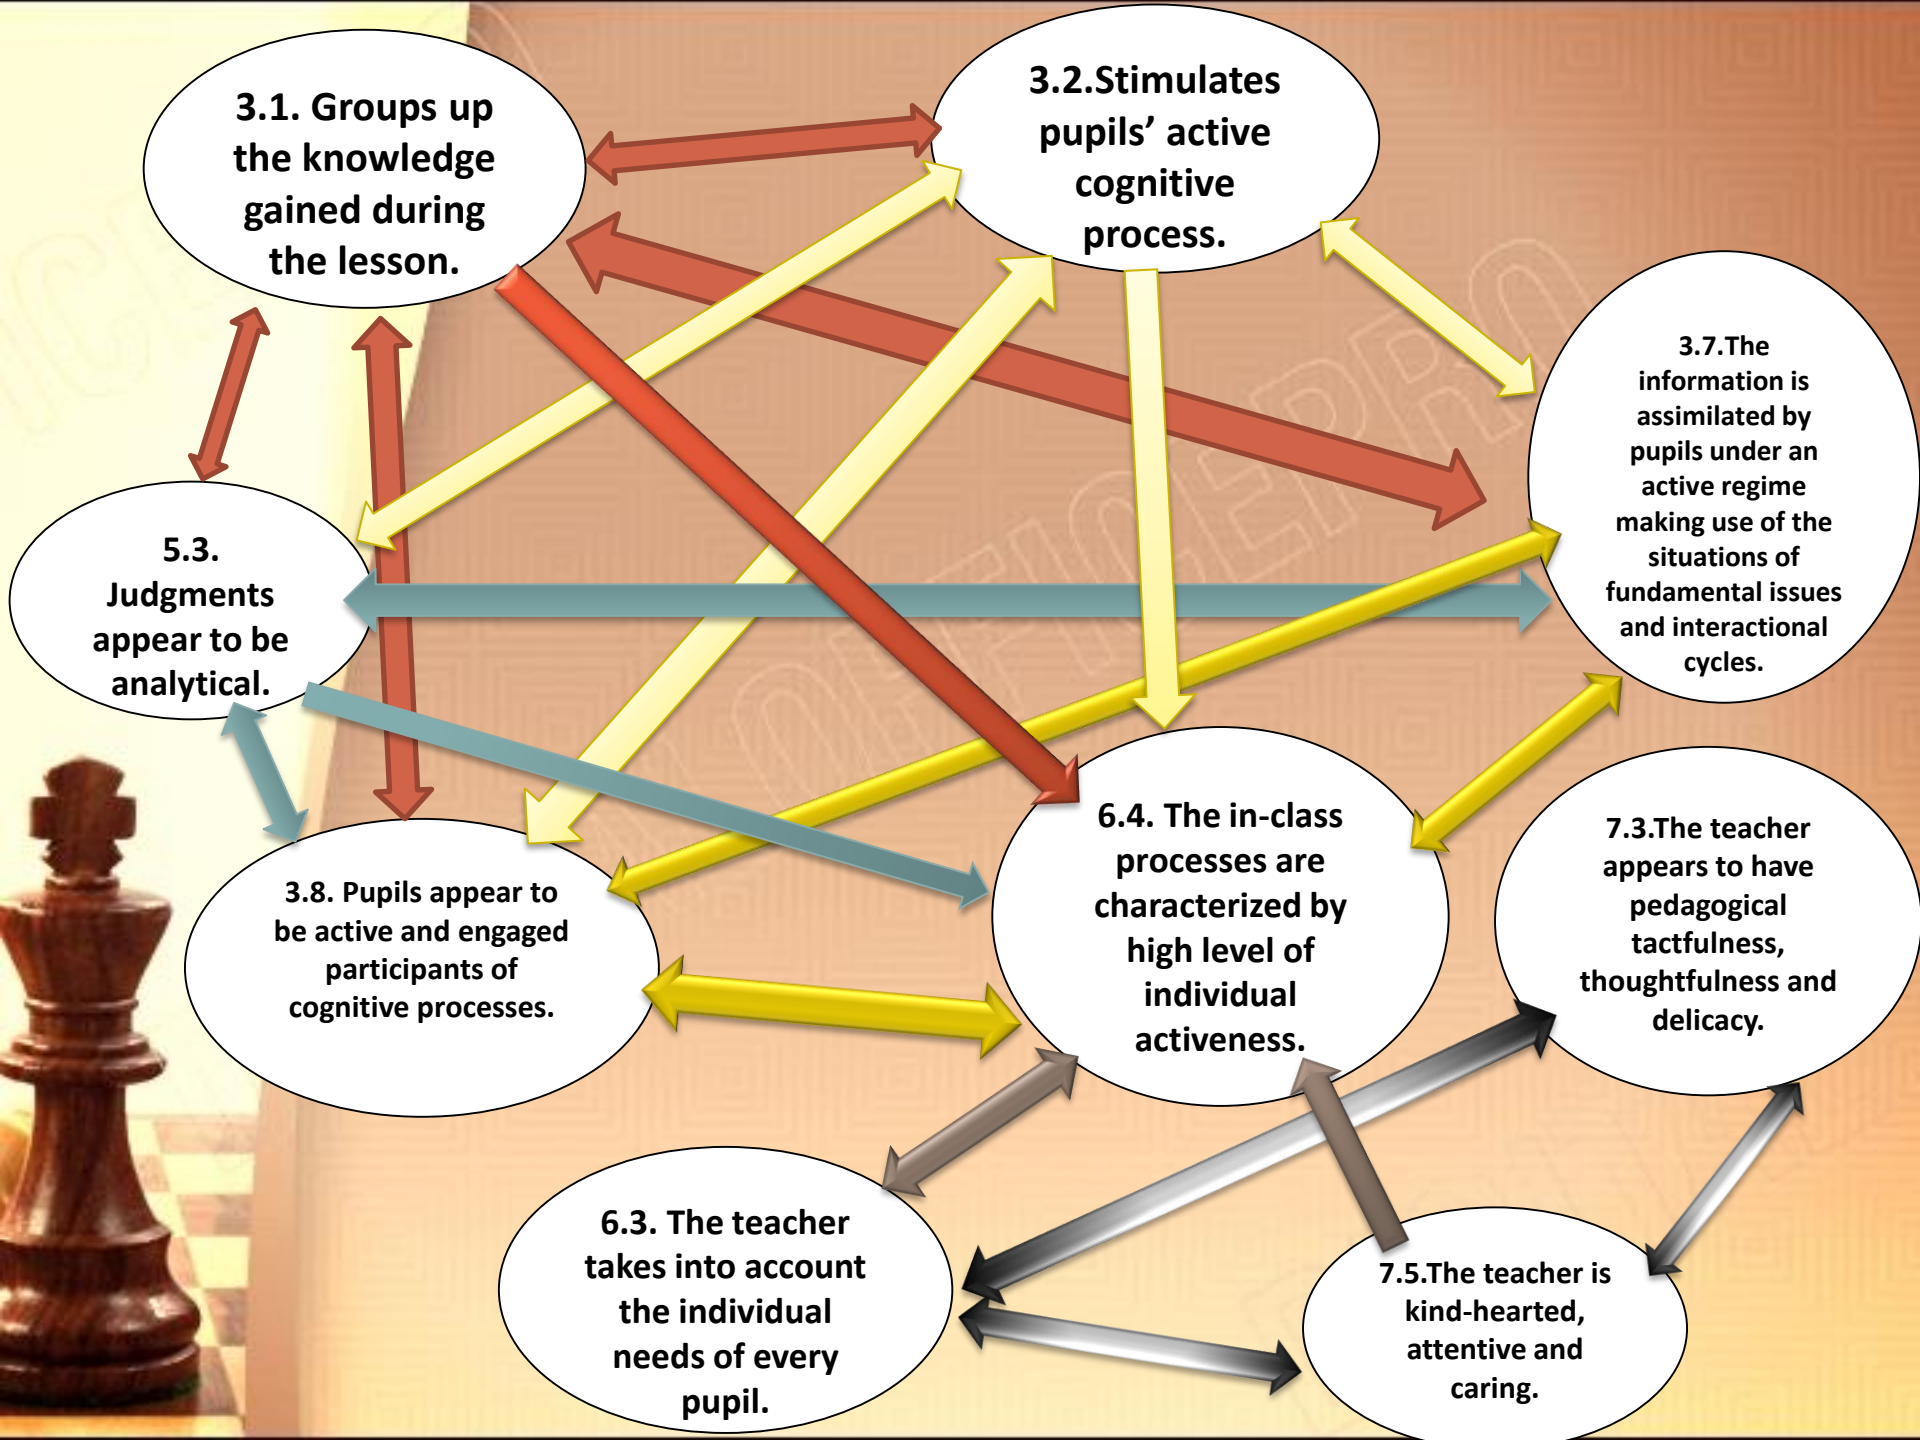 3.1. Groups up
the knowledge
gained during
the lesson.
3.2.Stimulates
pupils’ active
cognitive
process.
3.7.The
information is
assimilated by
pupils under an
active regime
making use of the
situations of
fundamental issues
and interactional
cycles.
5.3.
Judgments
appear to be
analytical.
3.8. Pupils appear to
be active and engaged
participants of
cognitive processes.
6.4. The in-class
processes are
characterized by
high level of
individual
activeness.
7.3.The teacher
appears to have
pedagogical
tactfulness,
thoughtfulness and
delicacy.
6.3. The teacher
takes into account
the individual
needs of every
pupil.
7.5.The teacher is
kind-hearted,
attentive and
caring.